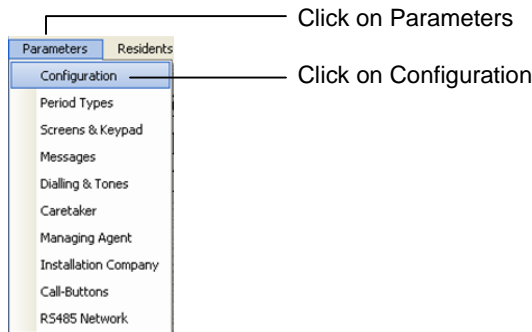 Click on Parameters
Parameters Residents
Configuration Click on Configuration
Period Types
Screens & Keypad
Messages
Dialling & Tones
Caretaker
Managing Agent
Installation Company
Call-Buttons
RS485 Network